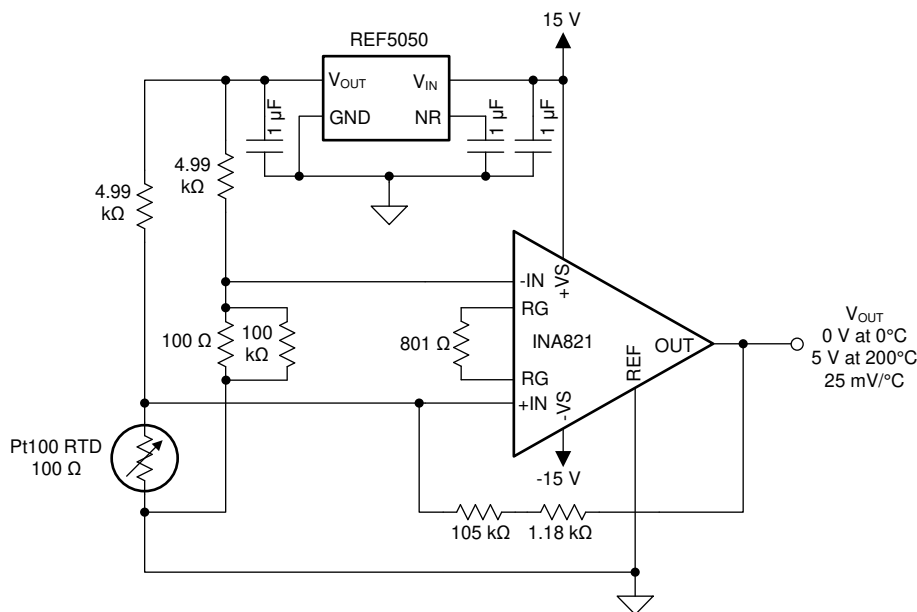 15 V
REF5050
VOUT
VIN
GND
NR
1 µF
1 µF
1 µF
4.99
kΩ
4.99
kΩ
-IN
+VS
RG
100 Ω
100
kΩ
801 Ω
INA821
OUT
REF
RG
+IN
-VS
VOUT
0 V at 0°C
5 V at 200°C
25 mV/°C
Pt100 RTD
100 Ω
-15 V
105 kΩ
1.18 kΩ